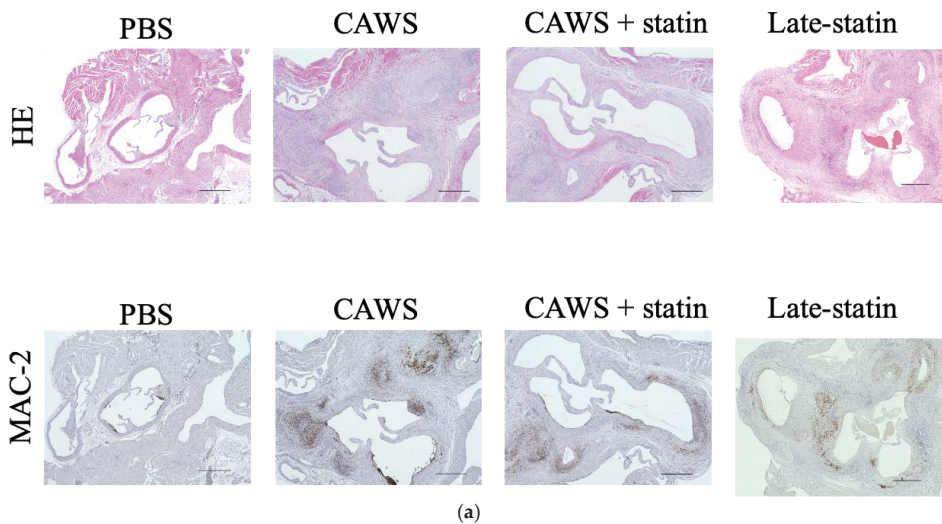 PBS CAWS CAWS + statin Late-statin
HE
PBS CAWS CAWS + statin Late-statin
MAC-2
(a)